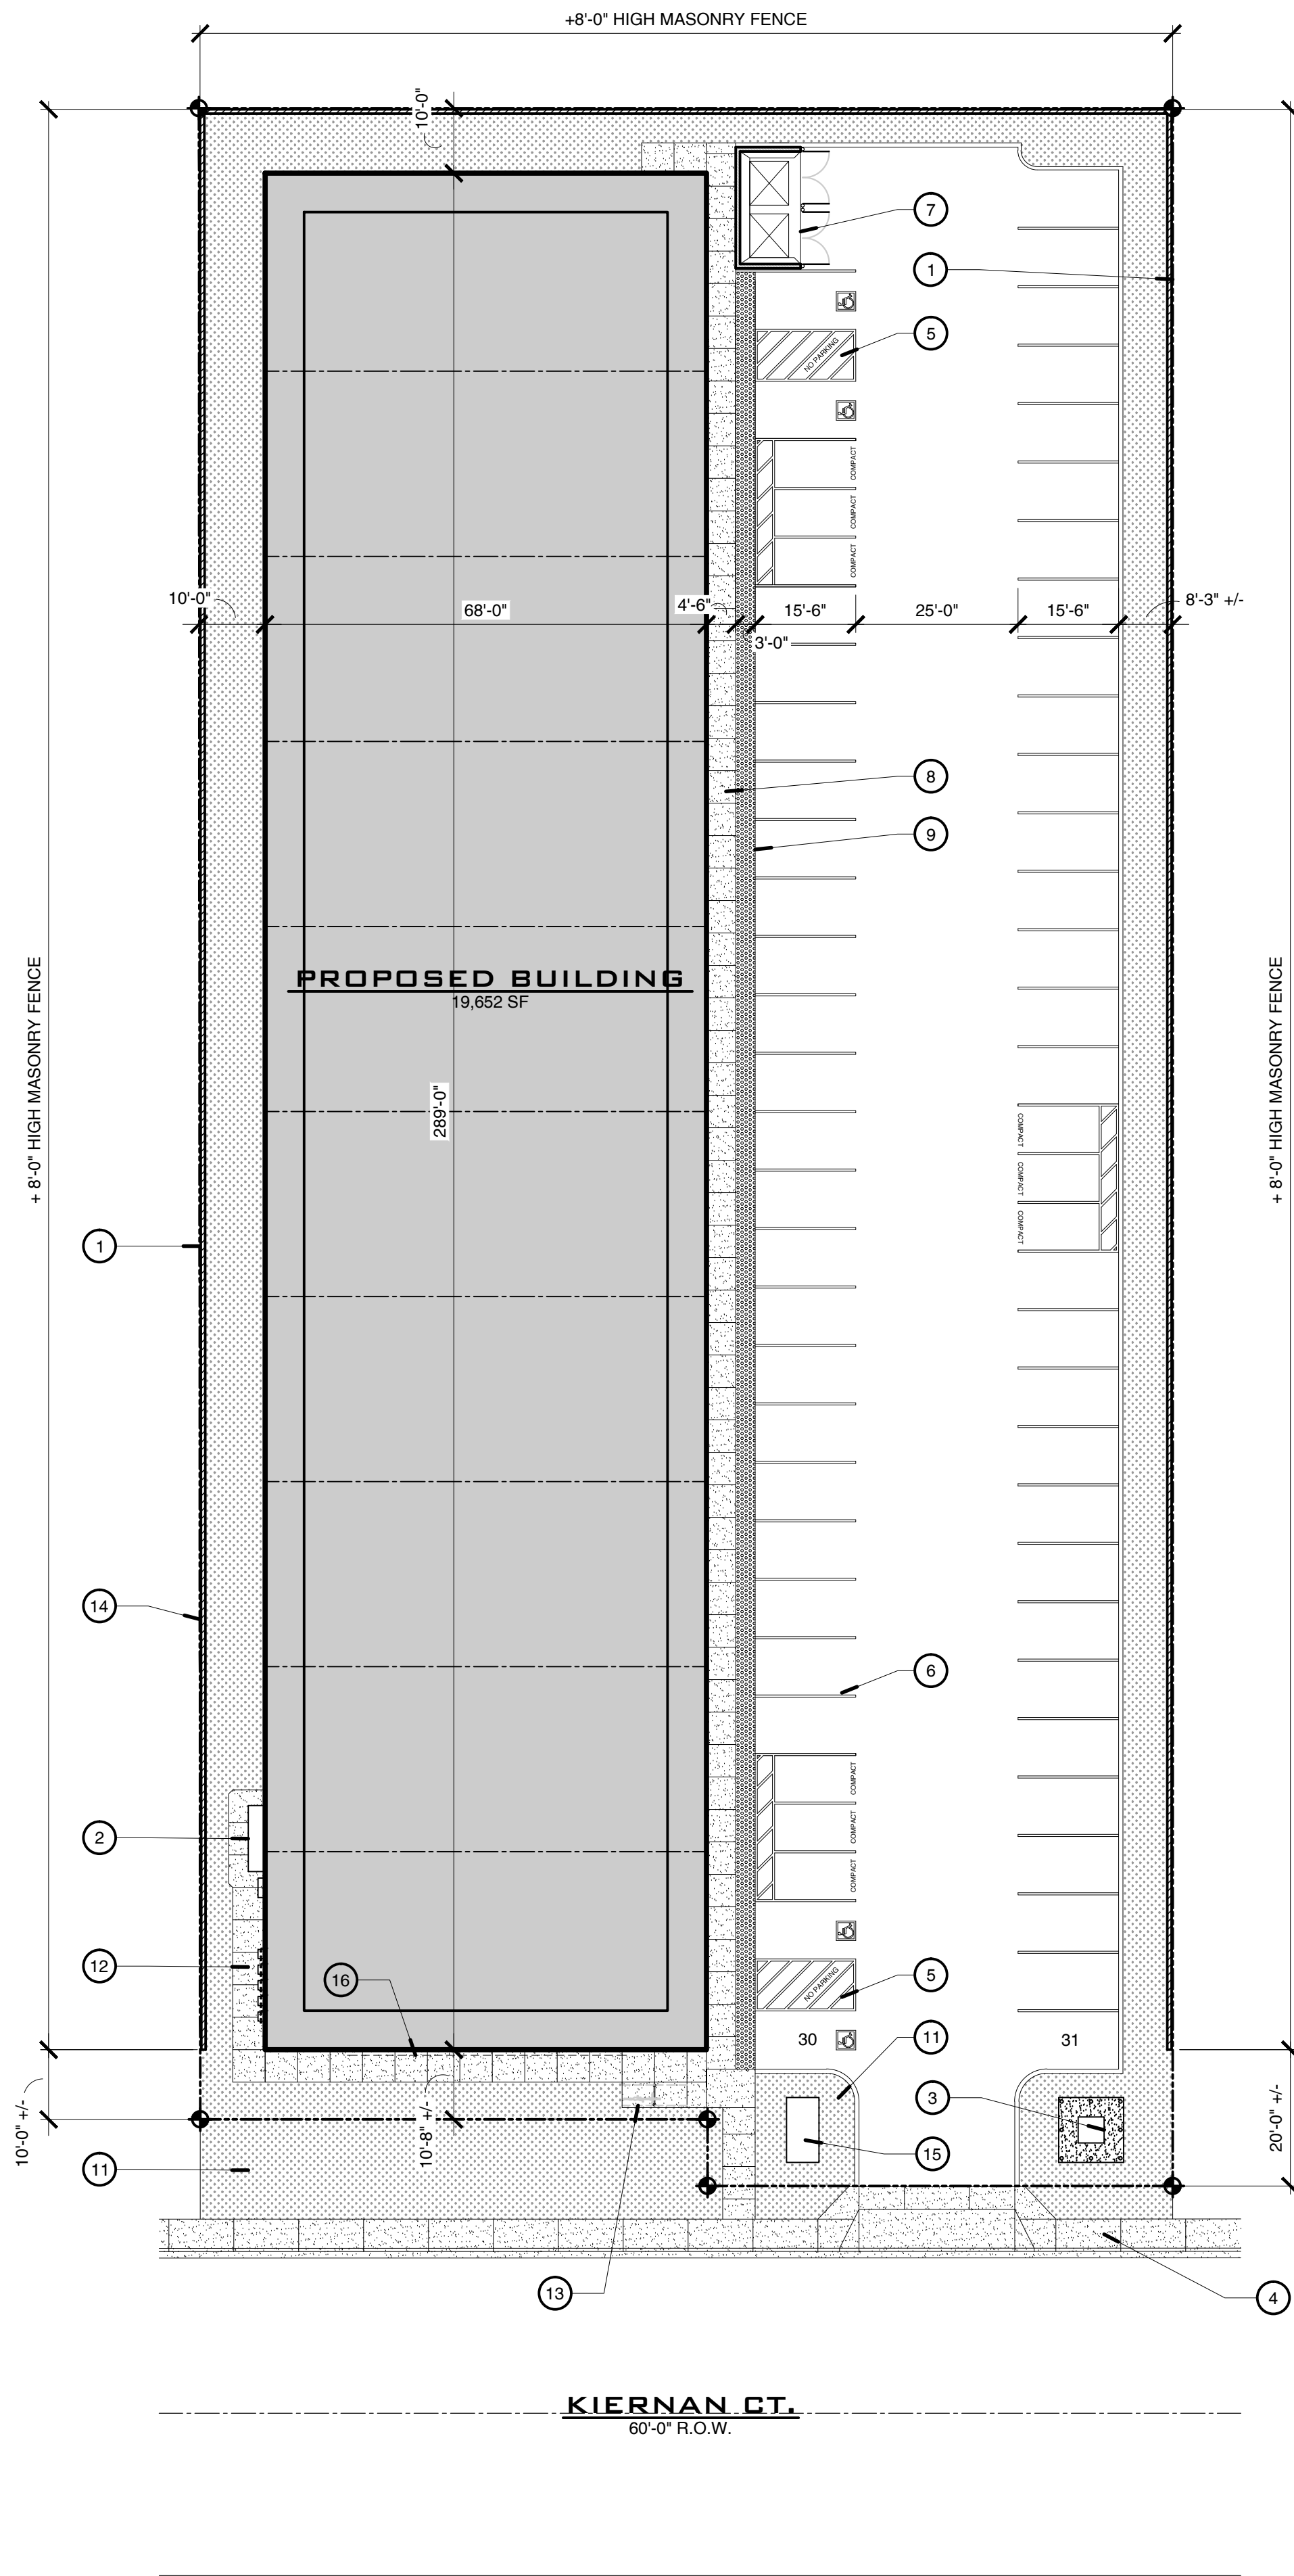 +8'-0" HIGH MASONRY FENCE
10'-0"
7
1
5
NO PARKING
COMPACT
COMPACT
COMPACT
10'-0"
68'-0"
4'-6"
3'-0"
15'-6"
25'-0"
15'-6"
8'-3" +/-
8
9
+ 8'-0" HIGH MASONRY FENCE
PROPOSED BUILDING
19,652 SF
289'-0"
+ 8'-0" HIGH MASONRY FENCE
COMPACT
COMPACT
COMPACT
1
14
6
2
COMPACT
COMPACT
COMPACT
12
16
NO PARKING
5
30
31
11
3
15
10'-0" +/-
10'-8" +/-
20'-0" +/-
11
13
4
KIERNAN CT.
60'-0" R.O.W.